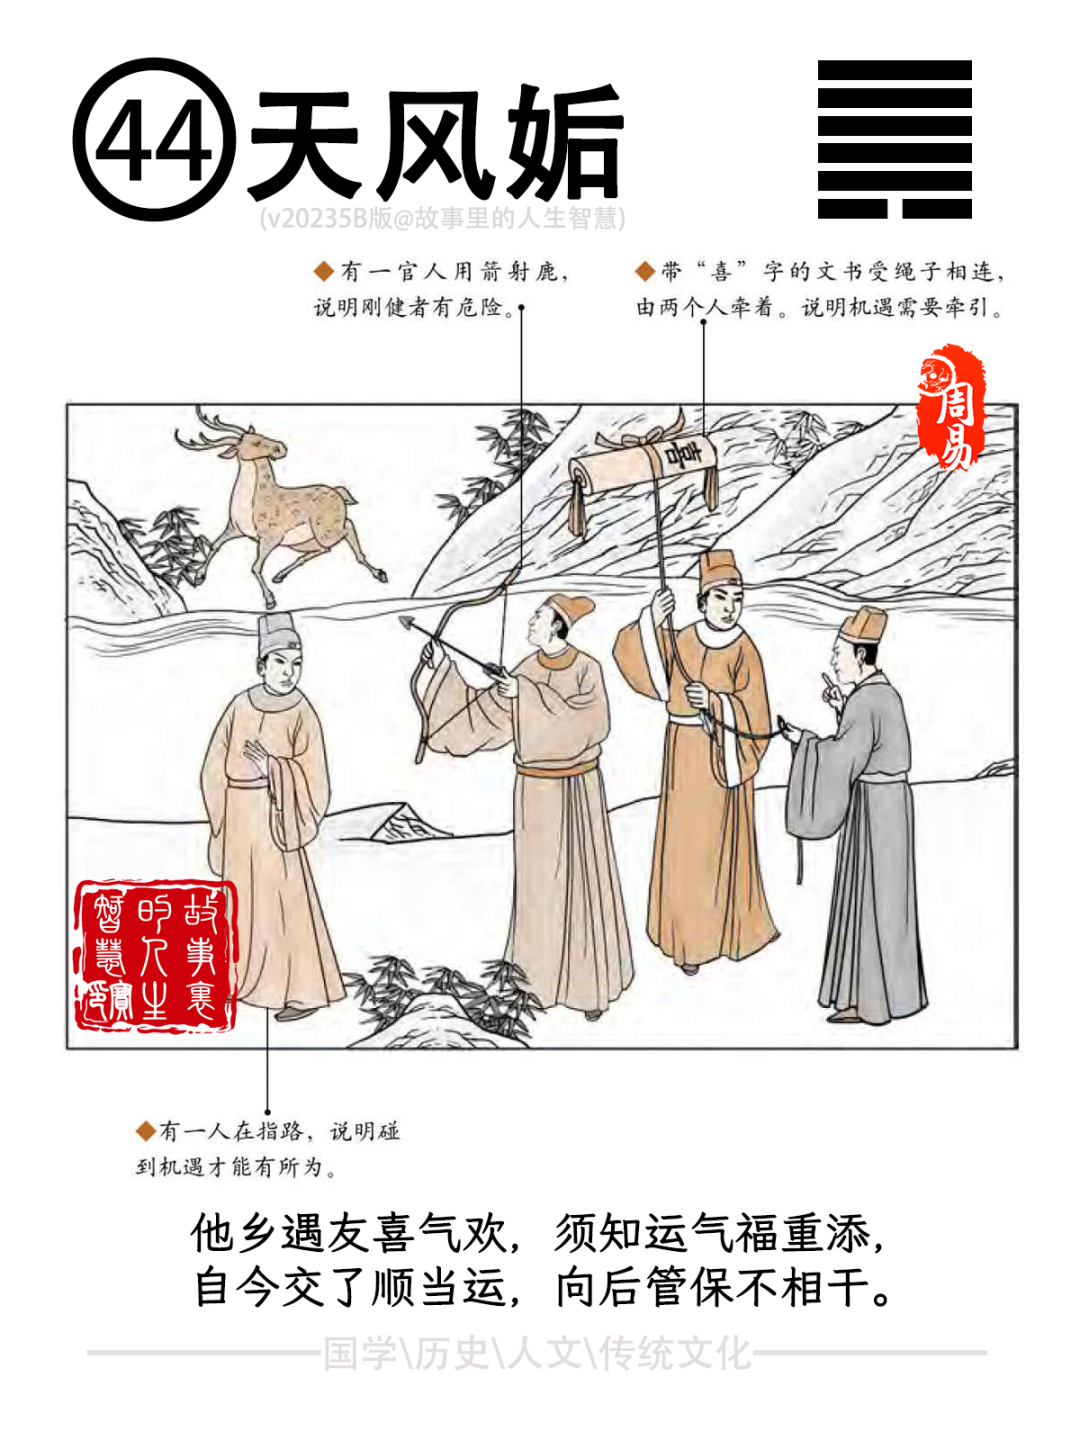 44 天风姤
(v20235B版@故事里的人生智慧)
◆有一官人用箭射鹿，
说明刚健者有危险。
◆带“喜”字的文书受绳子相连，
由两个人牵着。说明机遇需要牵引。
周易
喜
故事里
的人生
智慧
◆有一人在指路，说明碰
到机遇才能有所为。
他乡遇友喜气欢，须知运气福重添，
自今交了顺当运，向后管保不相干。
国学\历史\人文\传统文化